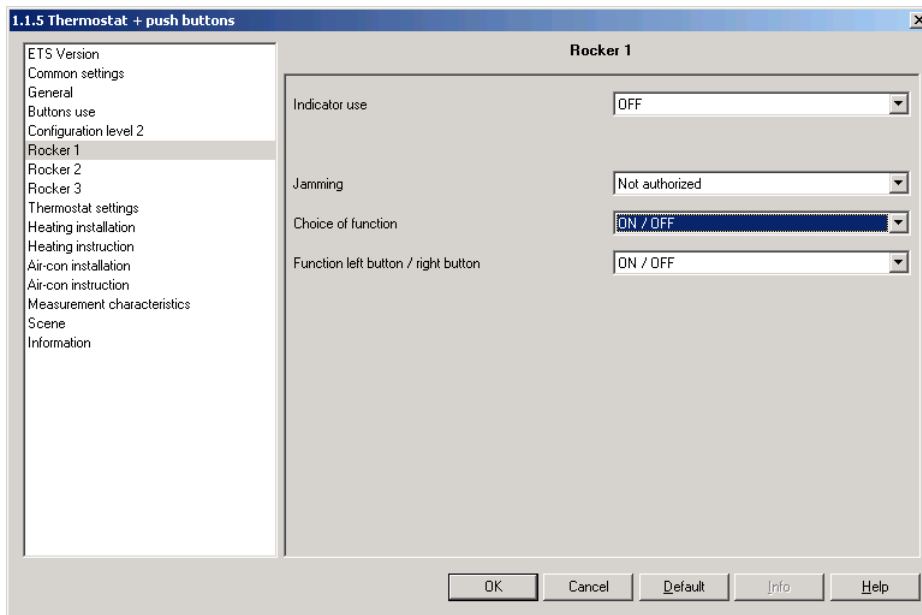 1.1.5 Thermostat + push buttons
ETS Version
Common settings
General
Buttons use
Configuration level 2
Rocker 1
Rocker 2
Rocker 3
Thermostat settings
Heating installation
Heating instruction
Air-con installation
Air-con instruction
Measurement characteristics
Scene
Information
Rocker 1
Indicator use
OFF
Jamming
Not authorized
Choice of function
ON / OFF
Function left button / right button
ON / OFF
OK
Cancel
Default
Info
Help